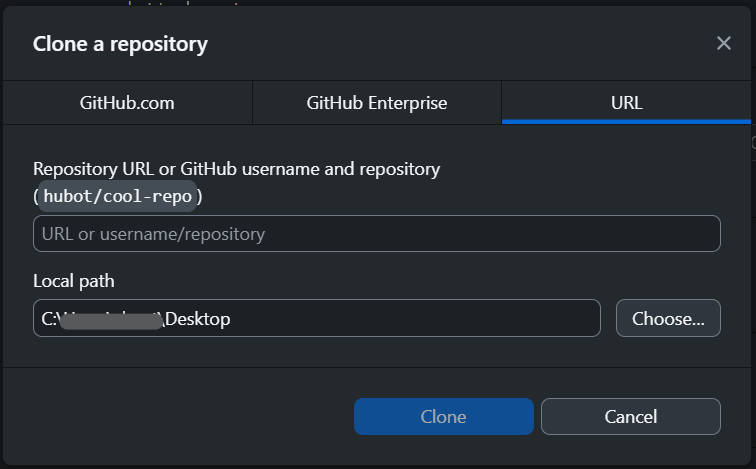 Clone a repository
GitHub.com
GitHub Enterprise
URL
Repository URL or GitHub username and repository
(hubot/cool-repo)
URL or username/repository
Local path
C:\ \Desktop
Choose...
Clone
Cancel